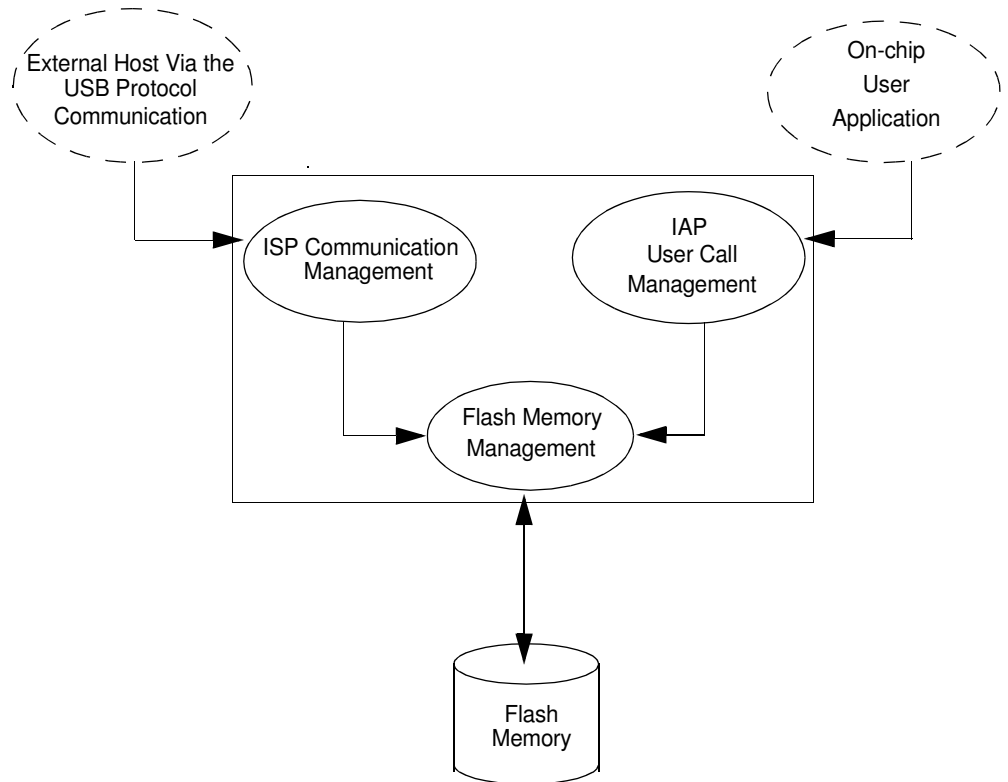 External Host Via the
USB Protocol
Communication
On-chip
User
Application
ISP Communication
Management
IAP
User Call
Management
Flash Memory
Management
Flash
Memory